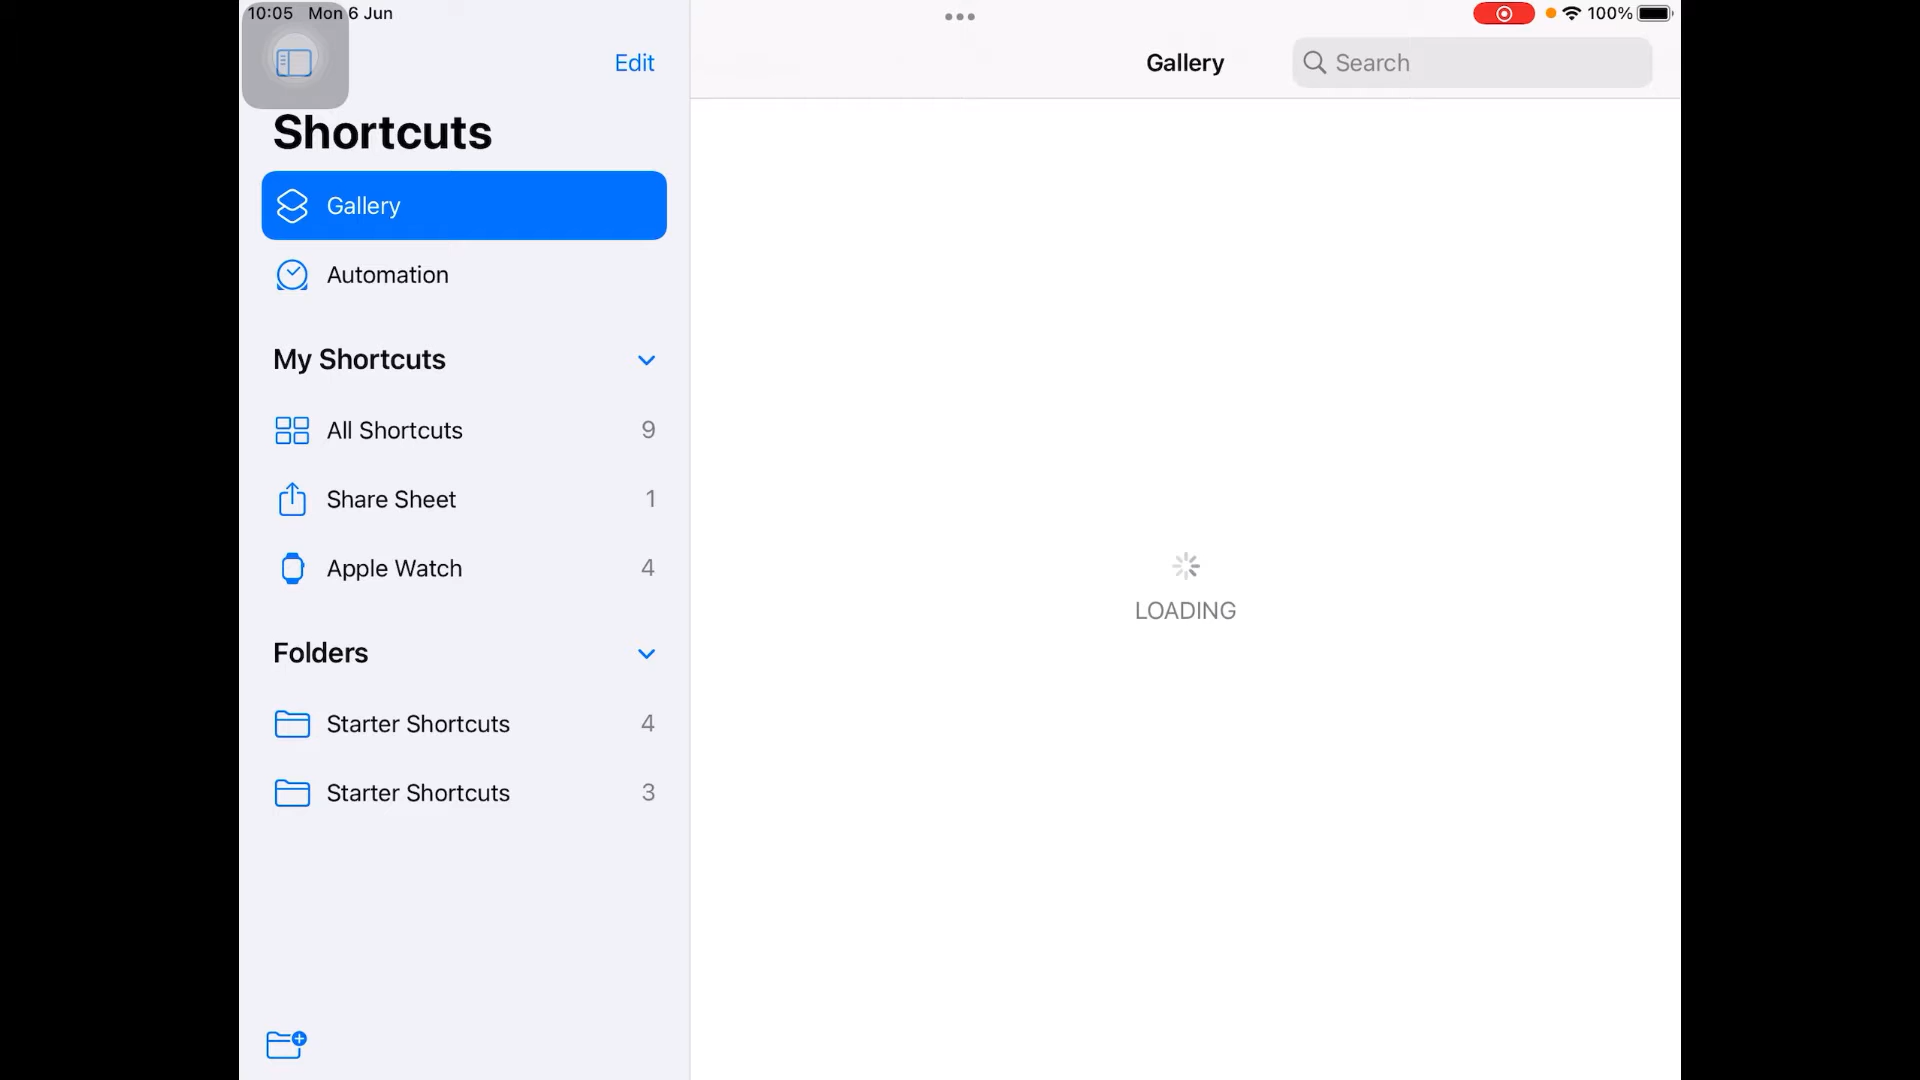 10:05 Mon 6 Jun
100%
Edit
Gallery
Search
Shortcuts
Gallery
Automation
My Shortcuts
All Shortcuts 9
Share Sheet 1
Apple Watch 4
LOADING
Folders
Starter Shortcuts 4
Starter Shortcuts 3